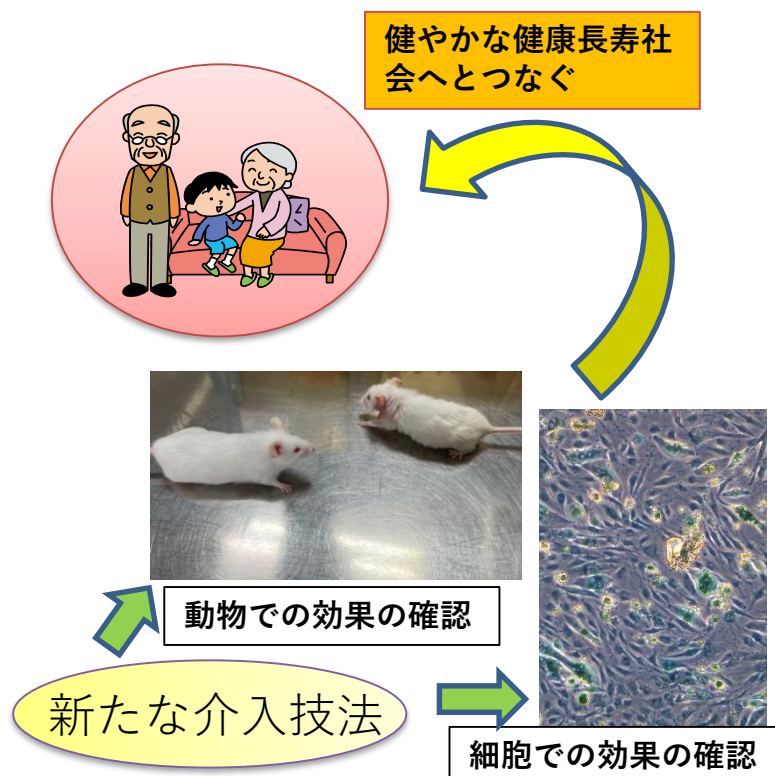 健やかな健康長寿社
会へとつなぐ
動物での効果の確認
新たな介入技法
細胞での効果の確認